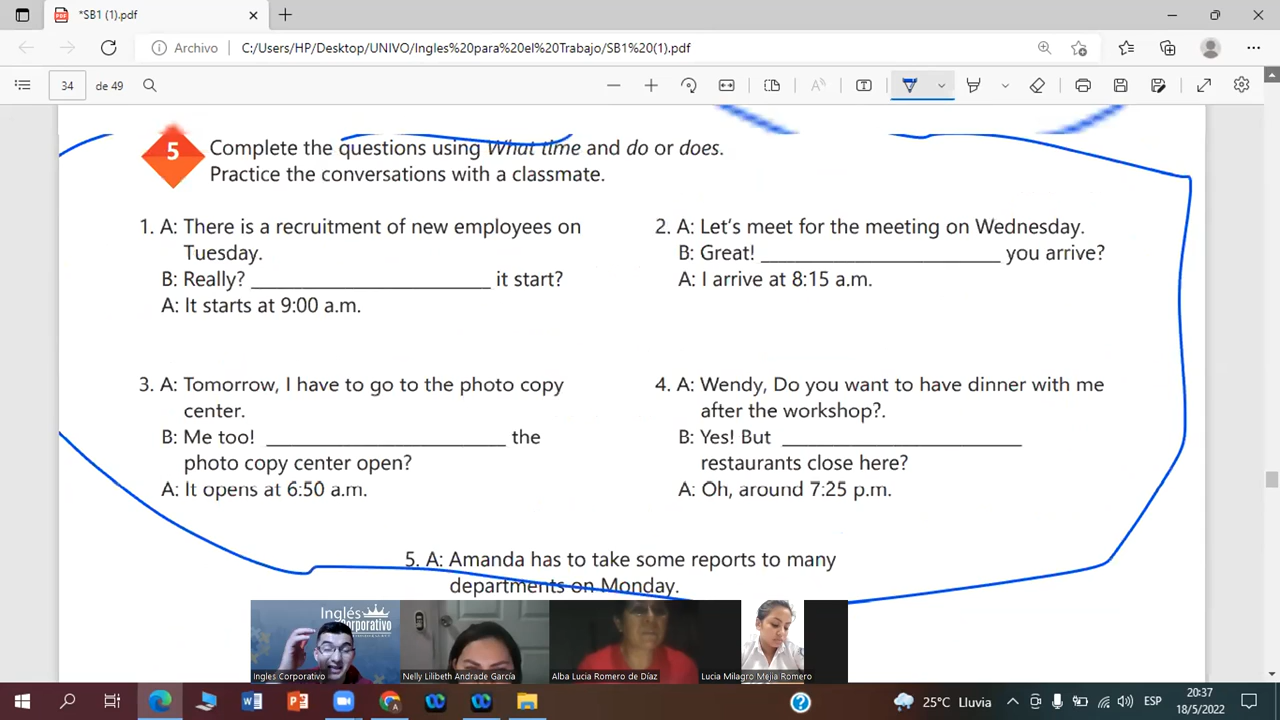 *SB1 (1).pdf
Archivo C:/Users/HP/Desktop/UNIVO/Ingles%20para%20el%20Trabajo/SB1%20(1).pdf
34 de 49
5 Complete the questions using What time and do or does.
Practice the conversations with a classmate.
1. A: There is a recruitment of new employees on
Tuesday.
B: Really? ________________________ it start?
A: It starts at 9:00 a.m.
2. A: Let's meet for the meeting on Wednesday.
B: Great! ________________________ you arrive?
A: I arrive at 8:15 a.m.
3. A: Tomorrow, I have to go to the photo copy
center.
B: Me too! ________________________ the
photo copy center open?
A: It opens at 6:50 a.m.
4. A: Wendy, Do you want to have dinner with me
after the workshop?.
B: Yes! But ________________________
restaurants close here?
A: Oh, around 7:25 p.m.
5. A: Amanda has to take some reports to many
departments on Monday.
Inglés
Corporativo
Ingles Corporativo
Nelly Lilibeth Andrade García
Alba Lucia Romero de Díaz
Lucia Milagro Mejia Romero
25°C Lluvia
ESP
20:37
18/5/2022